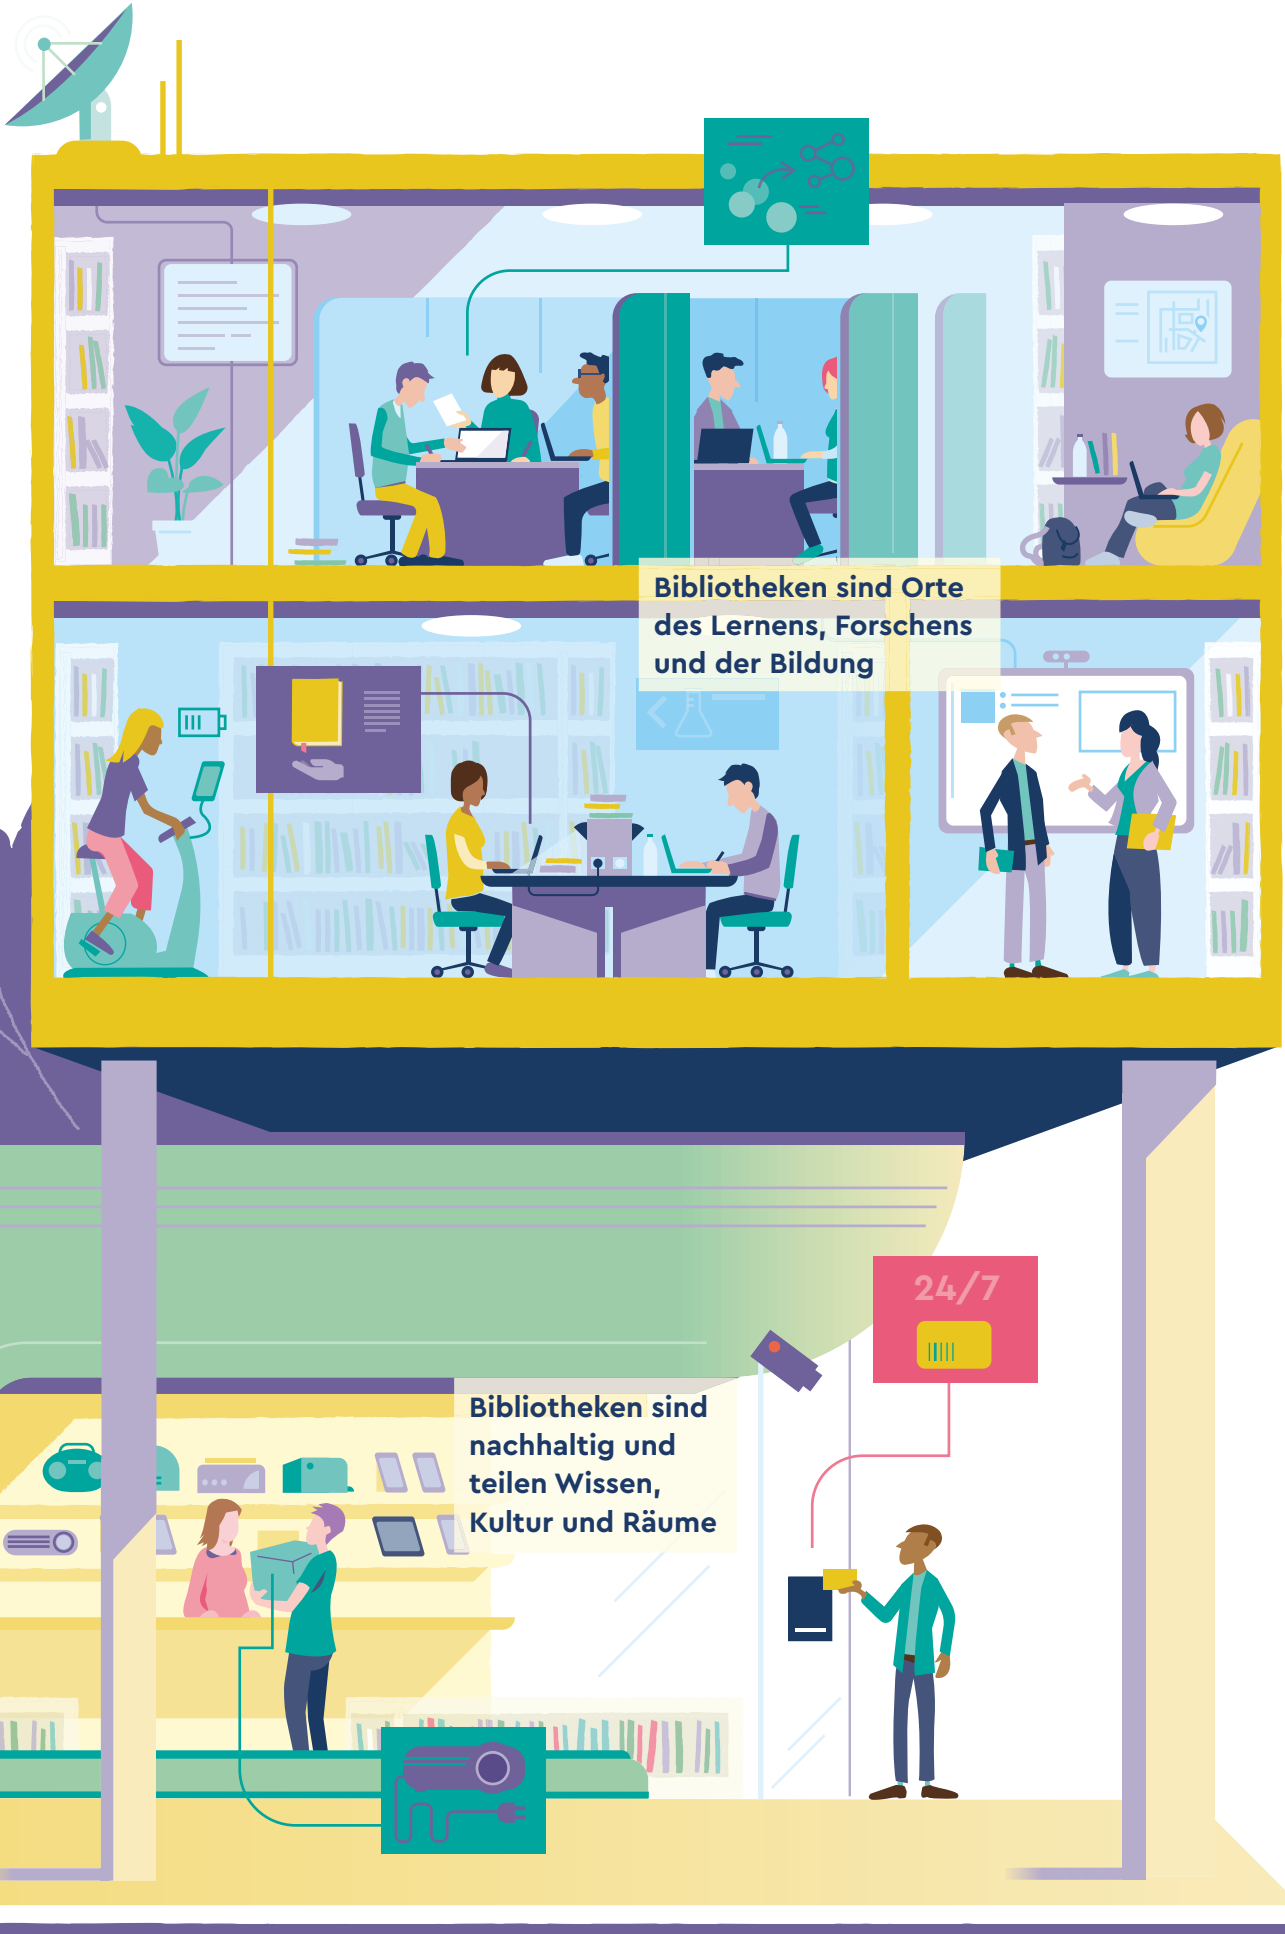 Bibliotheken sind Orte
des Lernens, Forschens
und der Bildung
24/7
Bibliotheken sind
nachhaltig und
teilen Wissen,
Kultur und Räume